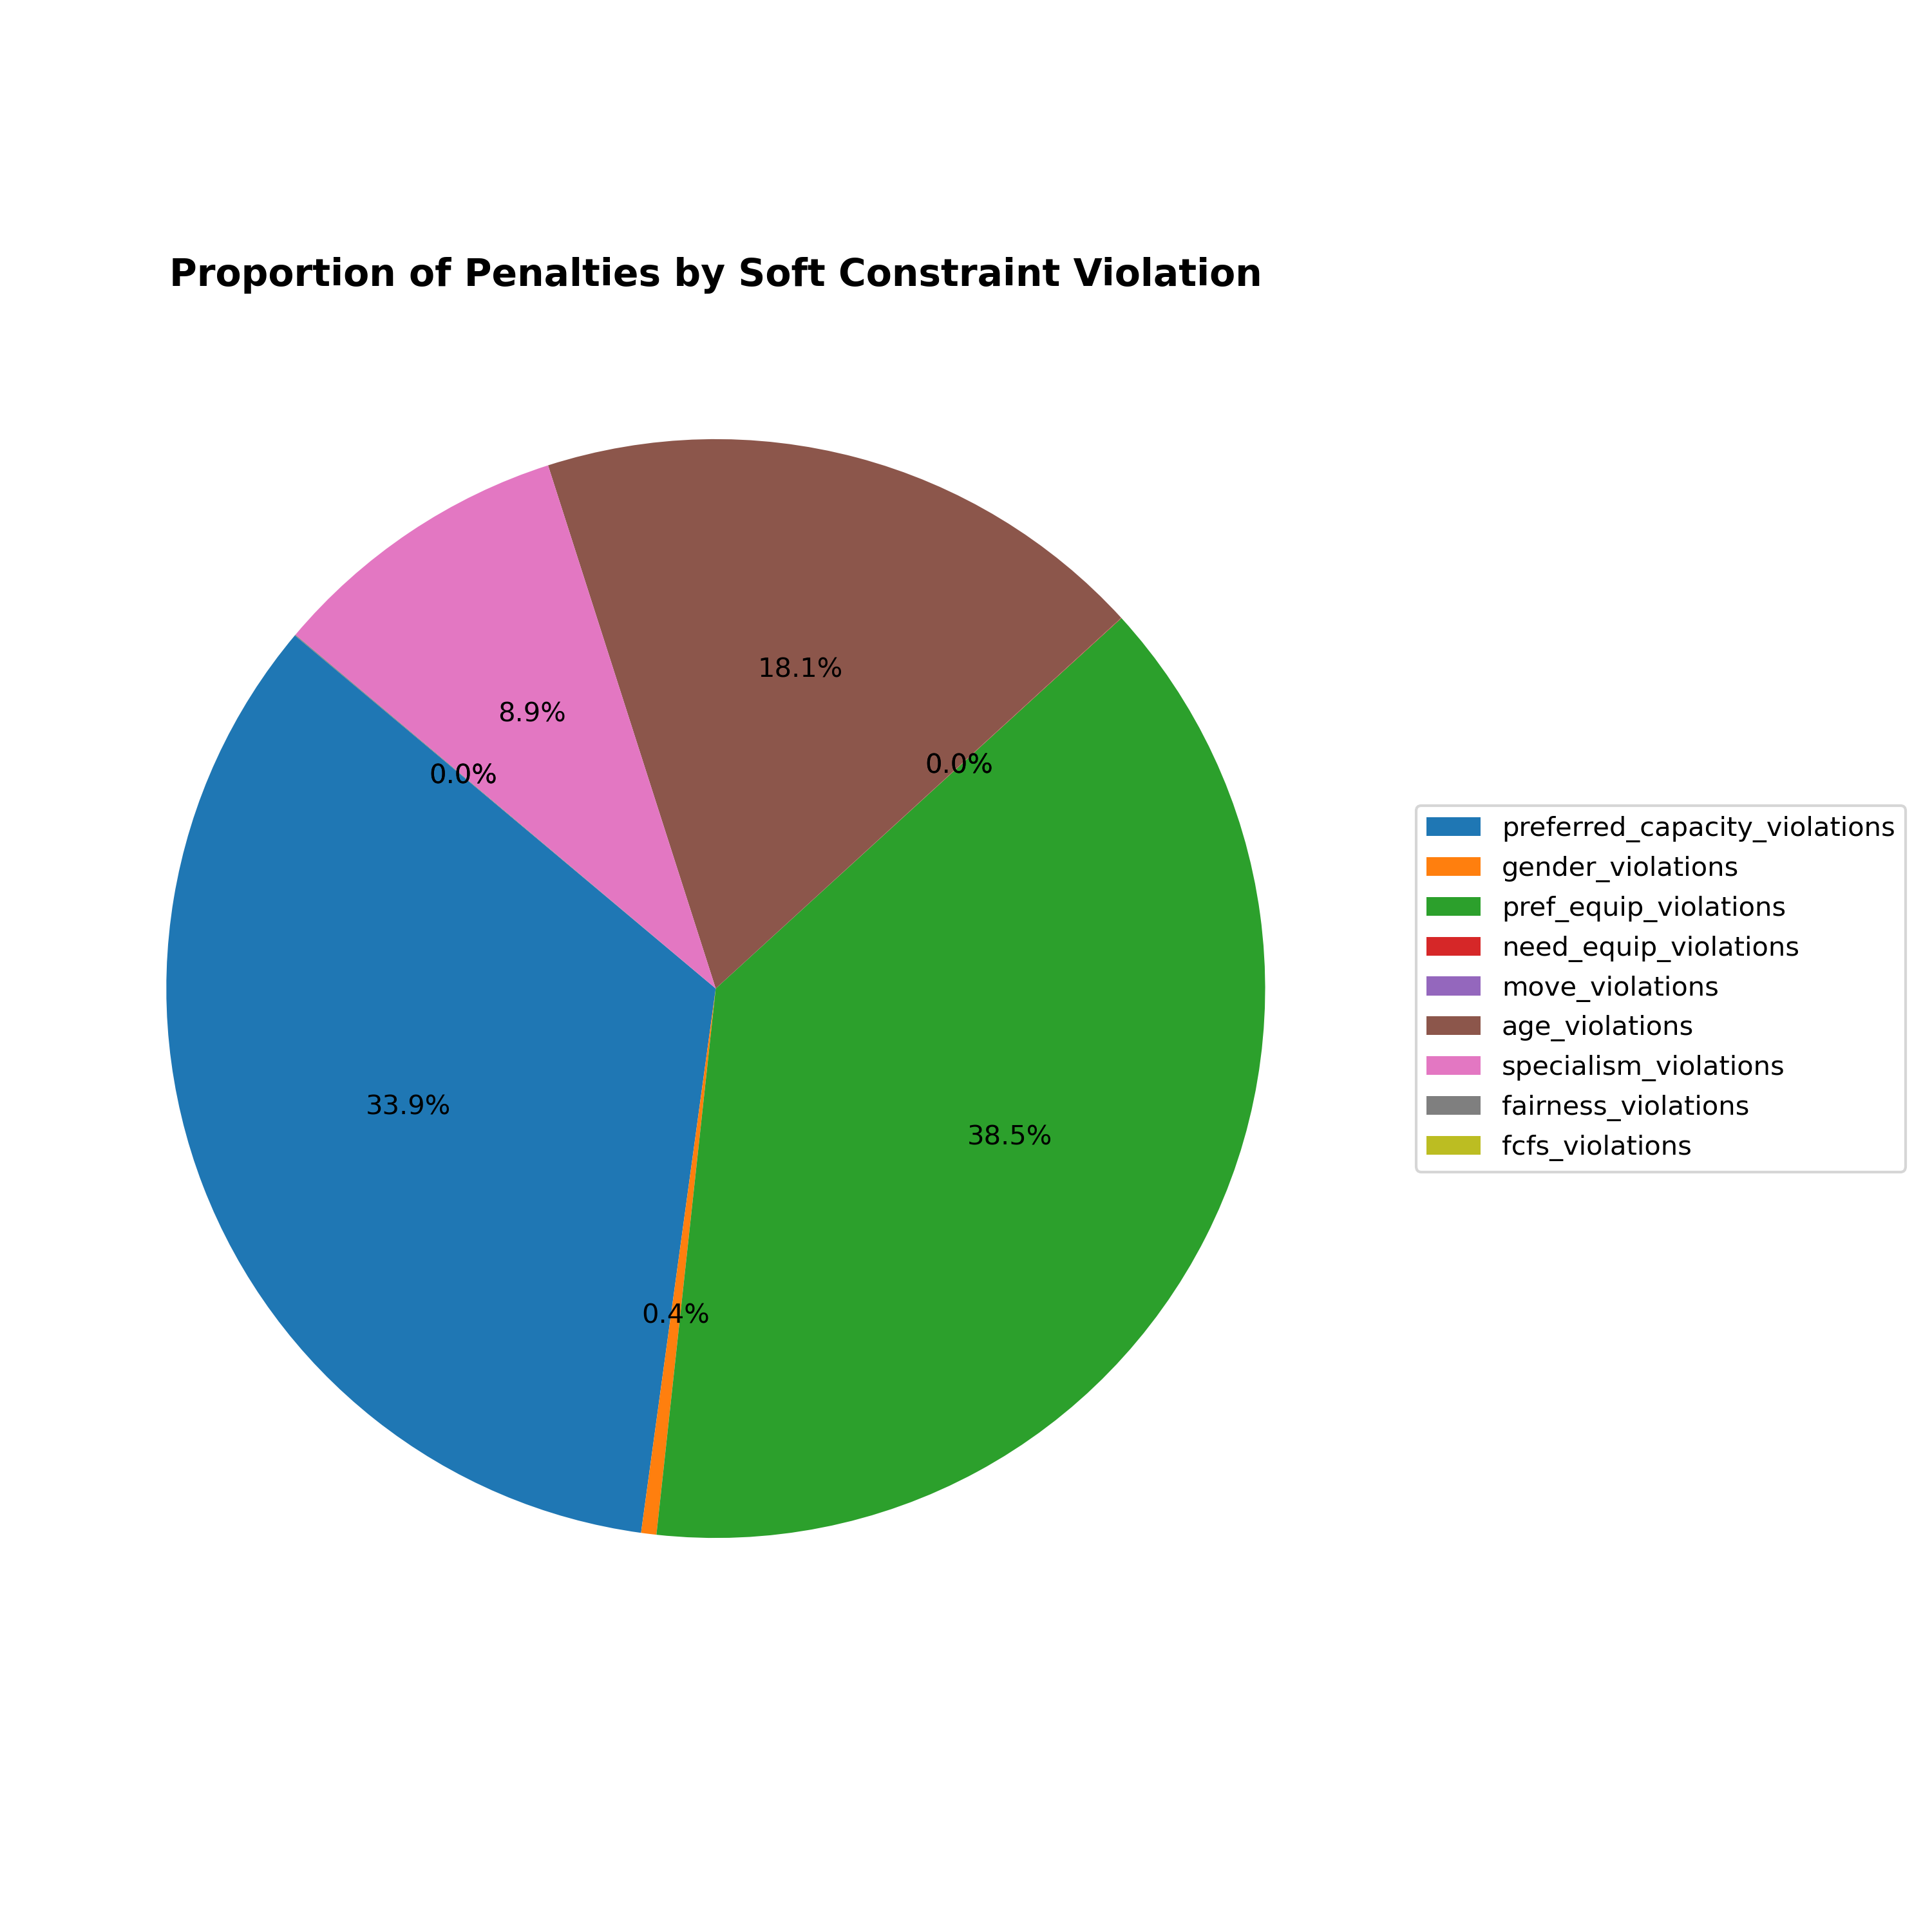 Proportion of Penalties by Soft Constraint Violation
18.1%
8.9%
0.0%
0.0%
33.9%
38.5%
0.4%
preferred_capacity_violations
gender_violations
pref_equip_violations
need_equip_violations
move_violations
age_violations
specialism_violations
fairness_violations
fcfs_violations